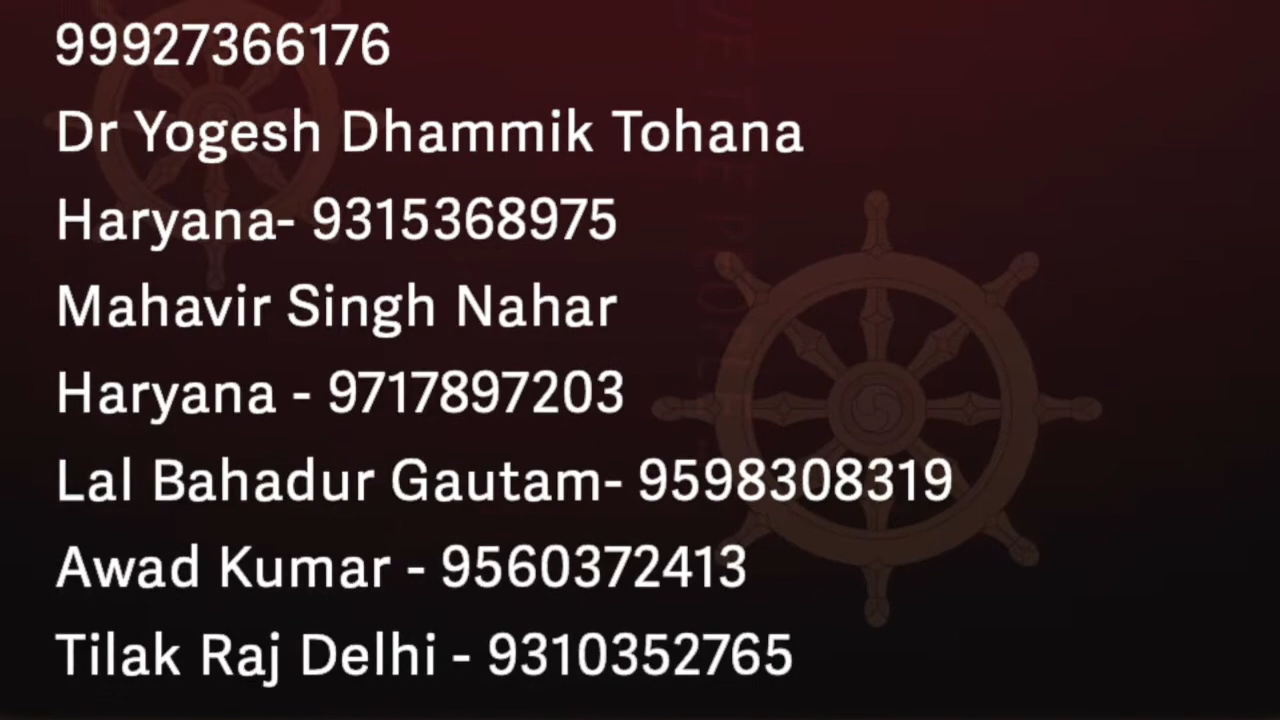 99927366176
Dr Yogesh Dhammik Tohana
Haryana- 9315368975
Mahavir Singh Nahar
Haryana - 9717897203
Lal Bahadur Gautam- 9598308319
Awad Kumar - 9560372413
Tilak Raj Delhi - 9310352765